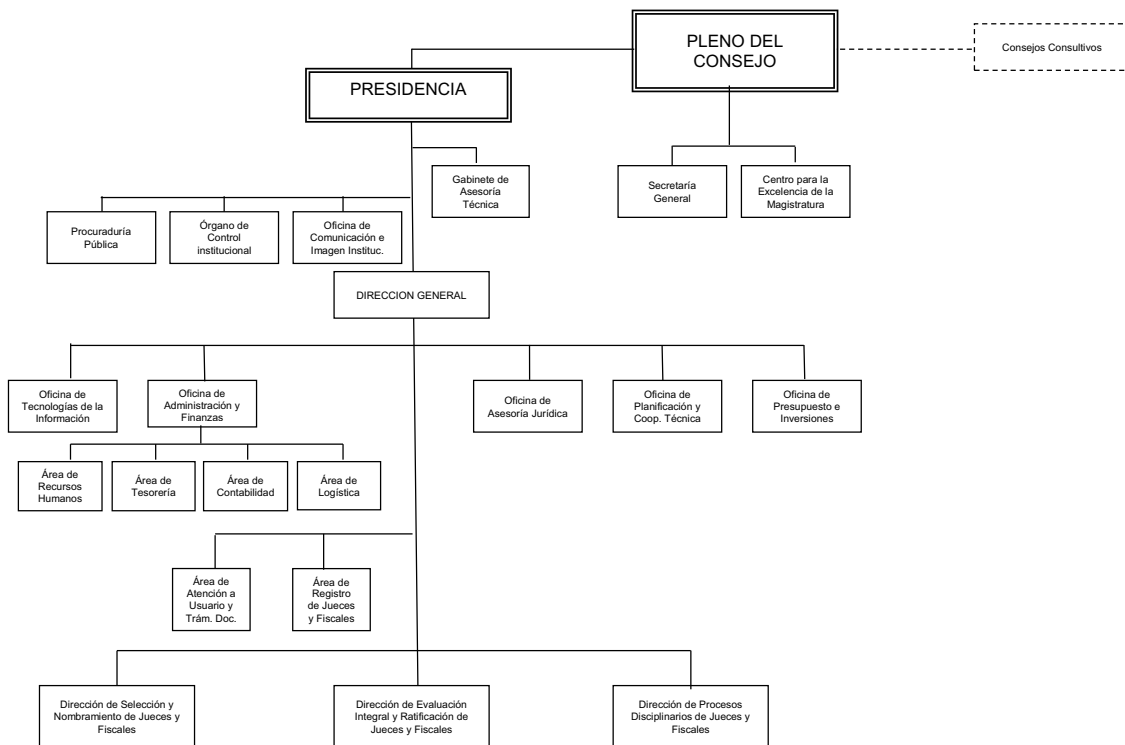 PLENO DEL
CONSEJO
Consejos Consultivos
PRESIDENCIA
Gabinete de
Asesoría
Técnica
Secretaría
General
Centro para la
Excelencia de la
Magistratura
Procuraduría
Pública
Órgano de
Control
institucional
Oficina de
Comunicación e
Imagen Instituc.
DIRECCION GENERAL
Oficina de
Tecnologías de la
Información
Oficina de
Administración y
Finanzas
Oficina de
Asesoría Jurídica
Oficina de
Planificación y
Coop. Técnica
Oficina de
Presupuesto e
Inversiones
Área de
Recursos
Humanos
Área de
Tesorería
Área de
Contabilidad
Área de
Logística
Área de
Atención a
Usuario y
Trám. Doc.
Área de
Registro
de Jueces
y Fiscales
Dirección de Selección y
Nombramiento de Jueces y
Fiscales
Dirección de Evaluación
Integral y Ratificación de
Jueces y Fiscales
Dirección de Procesos
Disciplinarios de Jueces y
Fiscales